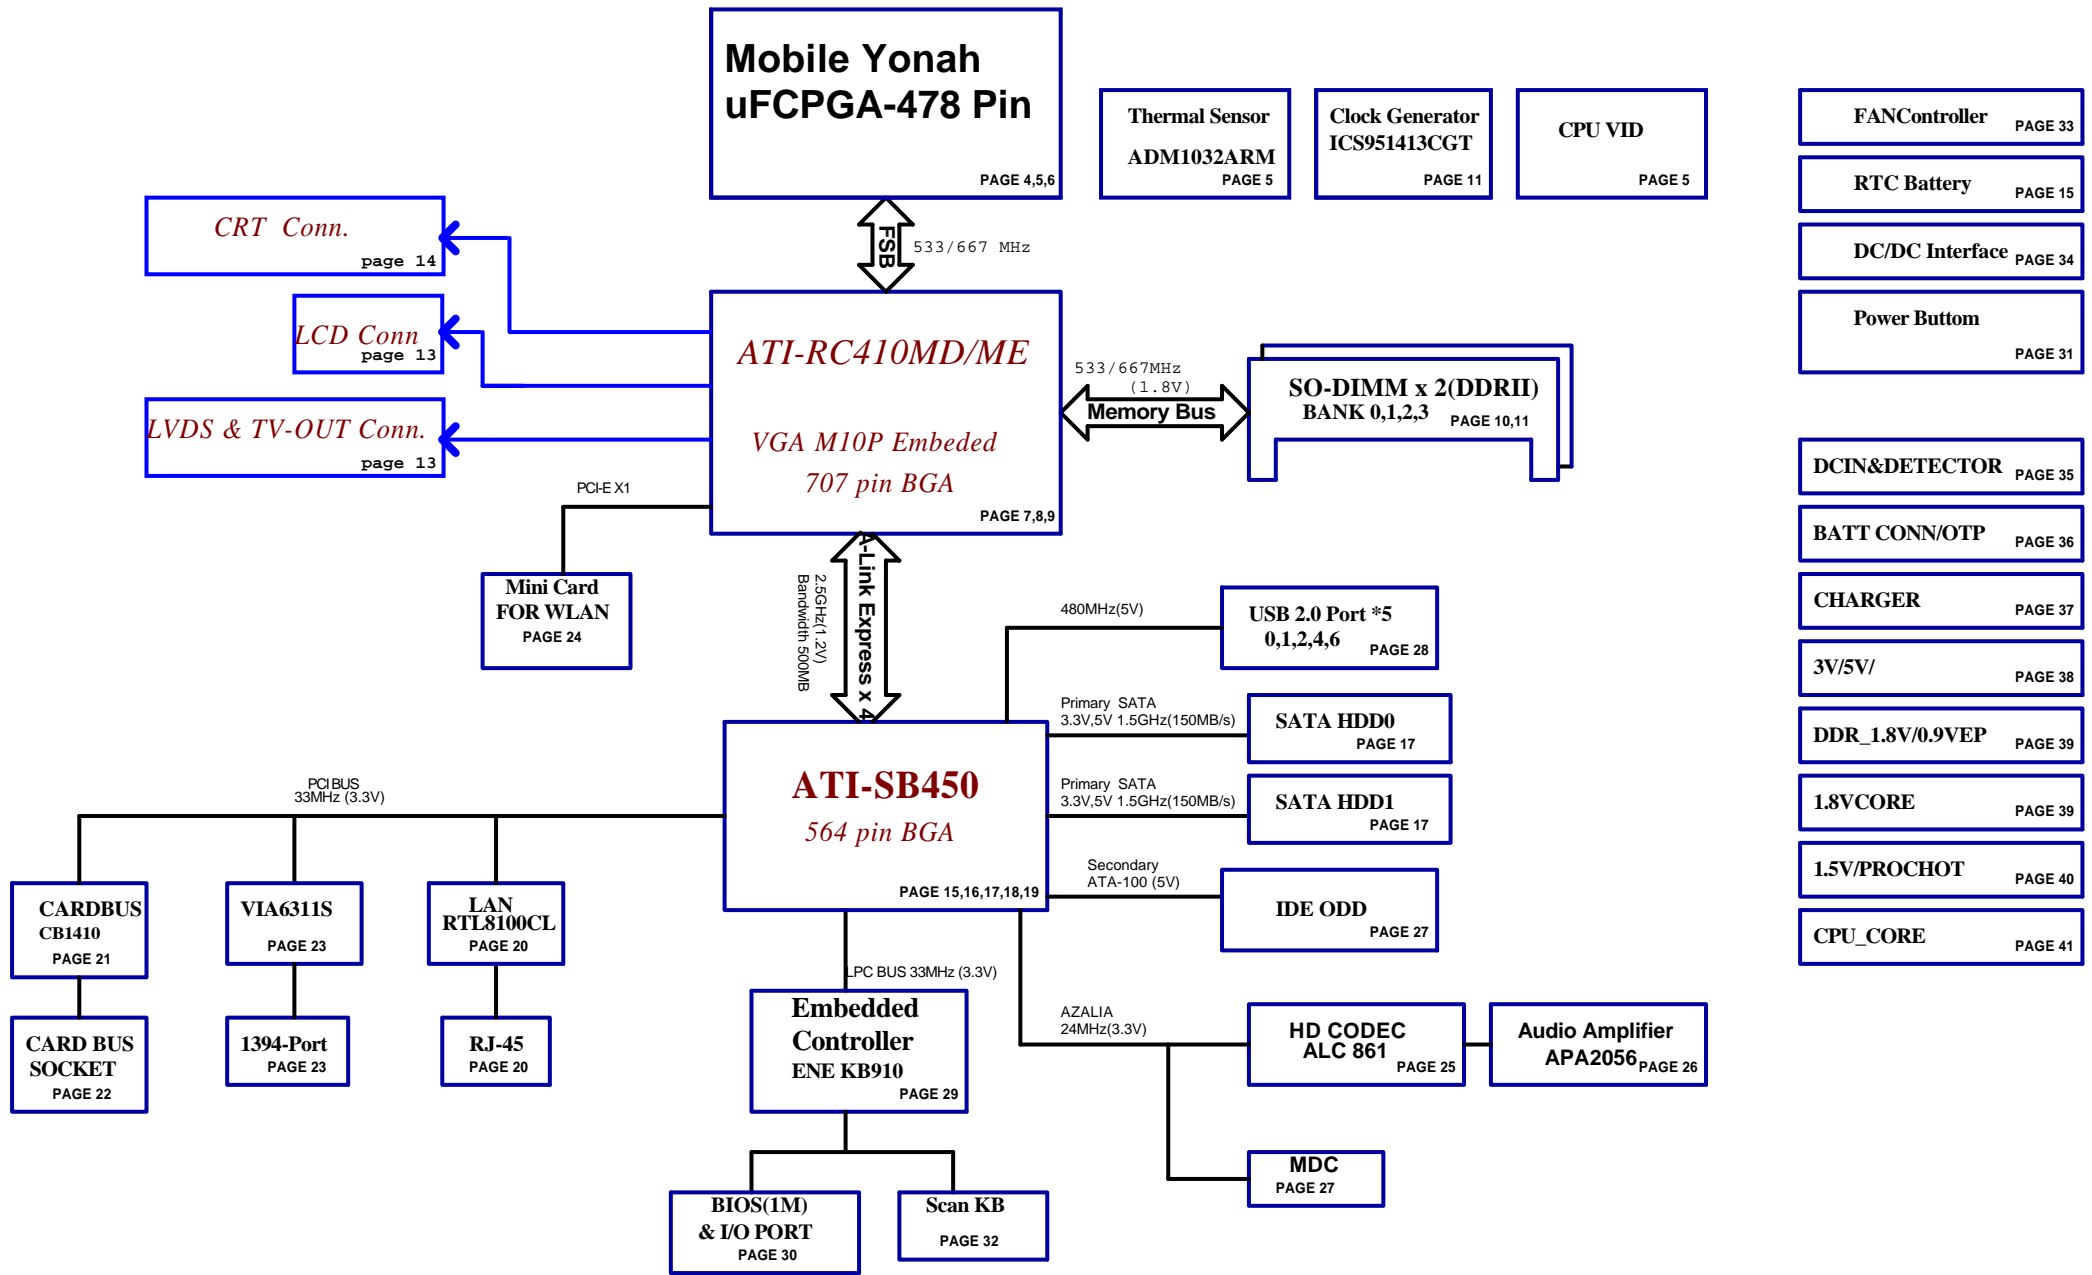 Mobile Yonah
uFCPGA-478 Pin
PAGE 4,5,6
Thermal Sensor
ADM1032ARM
PAGE 5
Clock Generator
ICS951413CGT
PAGE 11
CPU VID
PAGE 5
FANController
PAGE 33
RTC Battery
PAGE 15
DC/DC Interface
PAGE 34
Power Buttom
PAGE 31
CRT Conn.
page 14
LCD Conn
page 13
LVDS & TV-OUT Conn.
page 13
FSB
533/667 MHz
ATI-RC410MD/ME
VGA M10P Embeded
707 pin BGA
PAGE 7,8,9
533/667MHz
(1.8V)
Memory Bus
SO-DIMM x 2(DDRII)
BANK 0,1,2,3
PAGE 10,11
PCI-E X1
Mini Card
FOR WLAN
PAGE 24
A-Link Express x 4
2.5GHz(1.2V)
Bandwidth 500MB
480MHz(5V)
USB 2.0 Port *5
0,1,2,4,6
PAGE 28
Primary SATA
3.3V,5V 1.5GHz(150MB/s)
SATA HDD0
PAGE 17
Primary SATA
3.3V,5V 1.5GHz(150MB/s)
SATA HDD1
PAGE 17
Secondary
ATA-100 (5V)
IDE ODD
PAGE 27
ATI-SB450
564 pin BGA
PAGE 15,16,17,18,19
PCI BUS
33MHz (3.3V)
CARDBUS
CB1410
PAGE 21
VIA6311S
PAGE 23
LAN
RTL8100CL
PAGE 20
CARD BUS
SOCKET
PAGE 22
1394-Port
PAGE 23
RJ-45
PAGE 20
LPC BUS 33MHz (3.3V)
Embedded
Controller
ENE KB910
PAGE 29
BIOS(1M)
& I/O PORT
PAGE 30
Scan KB
PAGE 32
AZALIA
24MHz(3.3V)
HD CODEC
ALC 861
PAGE 25
Audio Amplifier
APA2056
PAGE 26
MDC
PAGE 27
DCIN&DETECTOR
PAGE 35
BATT CONN/OTP
PAGE 36
CHARGER
PAGE 37
3V/5V/
PAGE 38
DDR_1.8V/0.9VEP
PAGE 39
1.8VCORE
PAGE 39
1.5V/PROCHOT
PAGE 40
CPU_CORE
PAGE 41